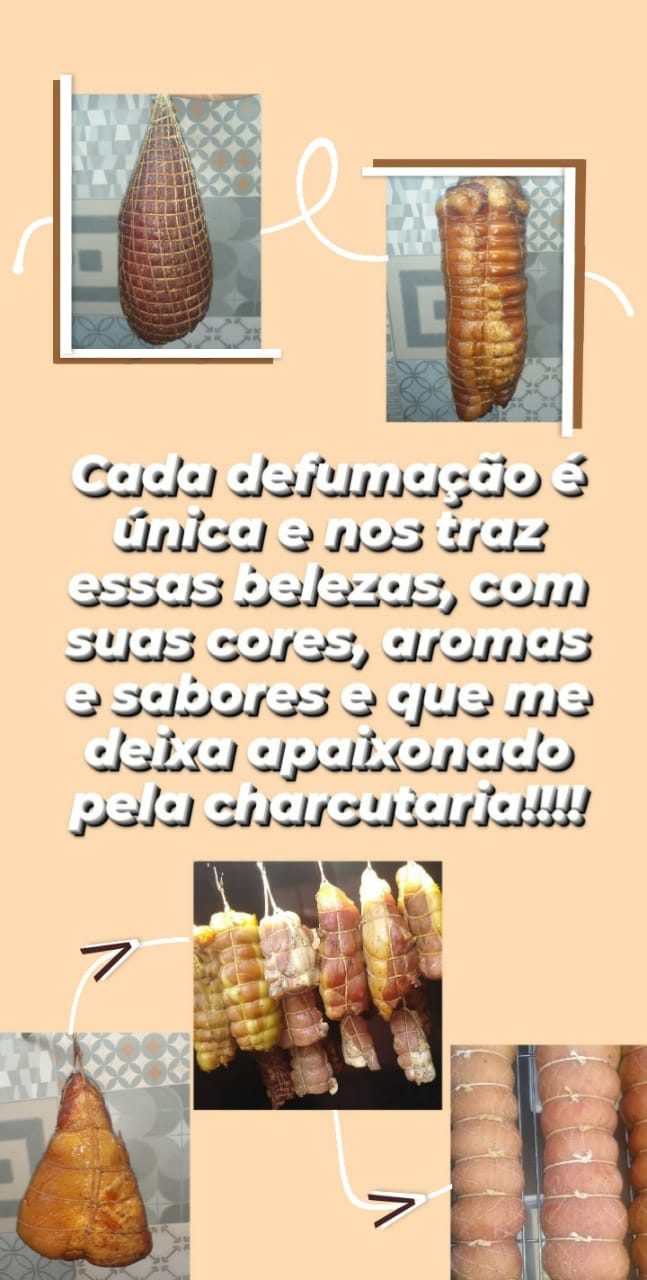 Cada defumação é
única e nos traz
essas belezas, com
suas cores, aromas
e sabores e que me
deixa apaixonado
pela charcutaria!!!!